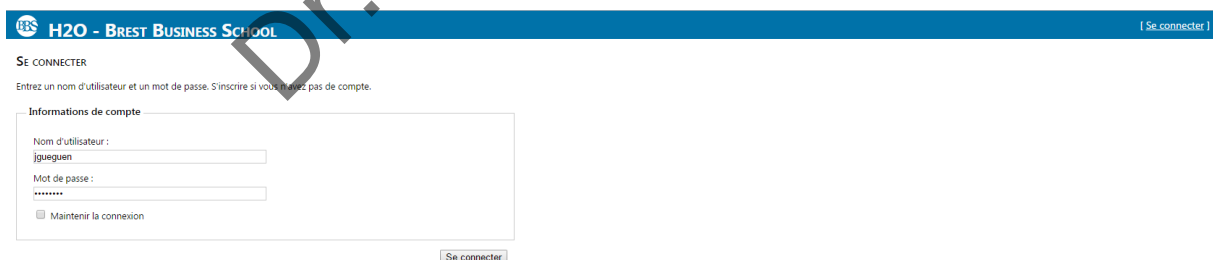 BBS H2O - BREST BUSINESS SCHOOL
[ Se connecter ]
SE CONNECTER
Entrez un nom d'utilisateur et un mot de passe. S'inscrire si vous n'avez pas de compte.
Informations de compte
Nom d'utilisateur :
jgueguen
Mot de passe :
••••••••
Maintenir la connexion
Se connecter
Dr.